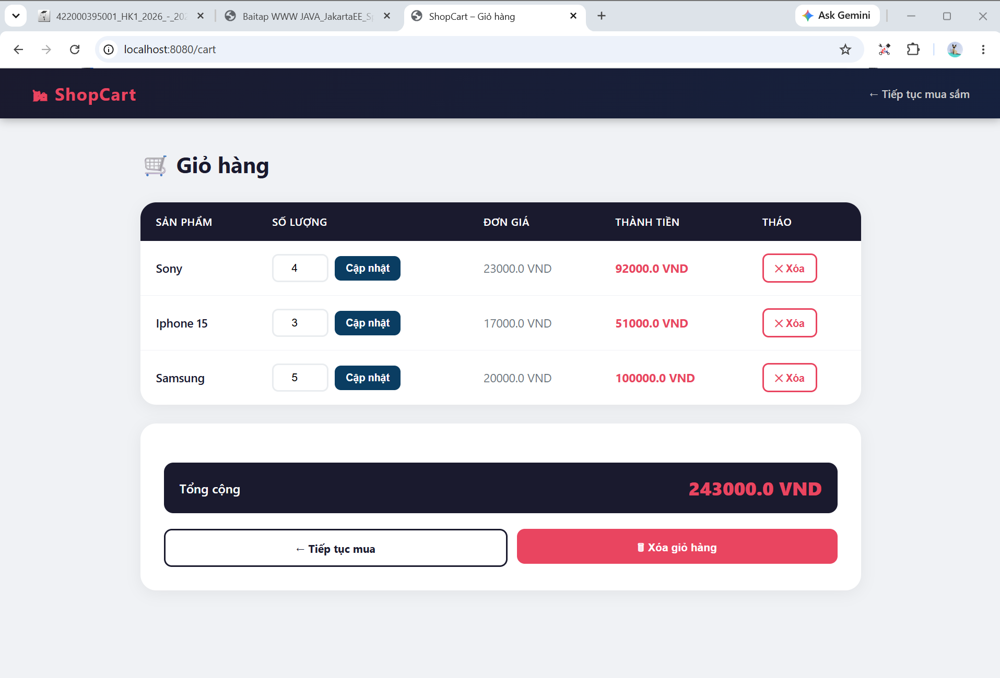 422000395001_HK1_2026_-_202
Baitap WWW JAVA_JakartaEE_Sp
ShopCart – Giỏ hàng
Ask Gemini
localhost:8080/cart
ShopCart
← Tiếp tục mua sắm
Giỏ hàng
SẢN PHẨM SỐ LƯỢNG ĐƠN GIÁ THÀNH TIỀN THÁO
Sony 4 Cập nhật 23000.0 VND 92000.0 VND ✕ Xóa
Iphone 15 3 Cập nhật 17000.0 VND 51000.0 VND ✕ Xóa
Samsung 5 Cập nhật 20000.0 VND 100000.0 VND ✕ Xóa
Tổng cộng 243000.0 VND
← Tiếp tục mua
Xóa giỏ hàng